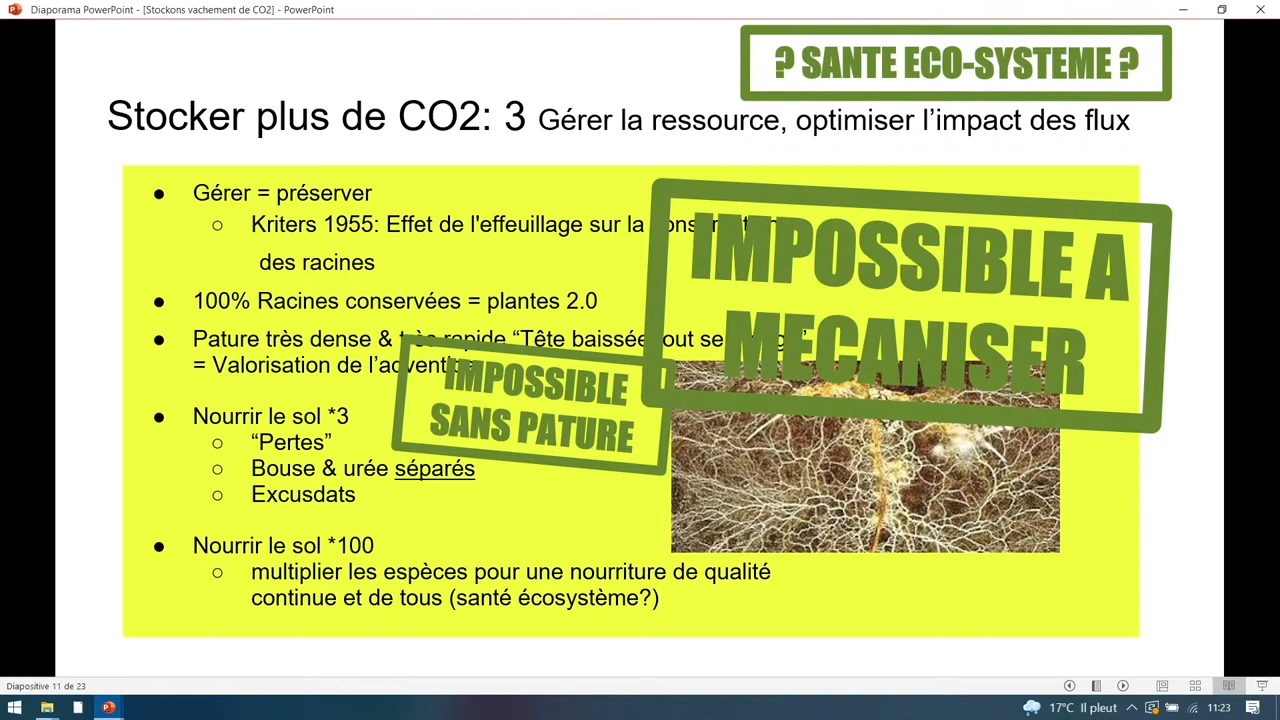 Diaporama PowerPoint - [Stockons vachement de CO2] - PowerPoint
? SANTE ECO-SYSTEME ?
Stocker plus de CO2: 3 Gérer la ressource, optimiser l’impact des flux
● Gérer = préserver
○ Kriters 1955: Effet de l'effeuillage sur la
des racines
● 100% Racines conservées = plantes 2.0
● Pature très dense & très rapide “Tête baissée
= Valorisation de
IMPOSSIBLE A
MECANISER
IMPOSSIBLE
SANS PATURE
● Nourrir le sol *3
○ “Pertes”
○ Bouse & urée séparés
○ Excusdats
● Nourrir le sol *100
○ multiplier les espèces pour une nourriture de qualité
continue et de tous (santé écosystème?)
Diapositive 11 de 23
17°C Il pleut
11:23